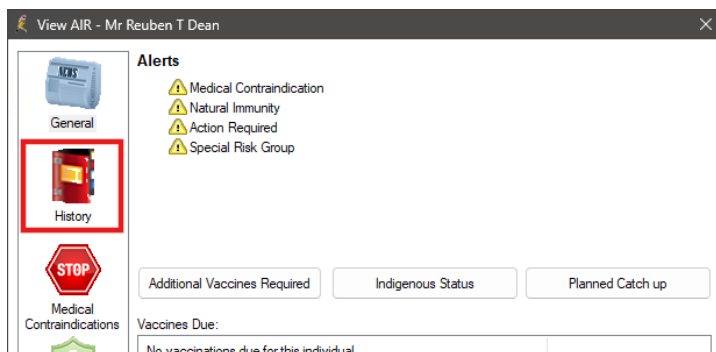 View AIR - Mr Reuben T Dean
Alerts
NEWS
Medical Contraindication
Natural Immunity
General
Action Required
Special Risk Group
History
STOP
Additional Vaccines Required Indigenous Status Planned Catch up
Medical
Contraindications
Vaccines Due:
No vaccinations due for this individual